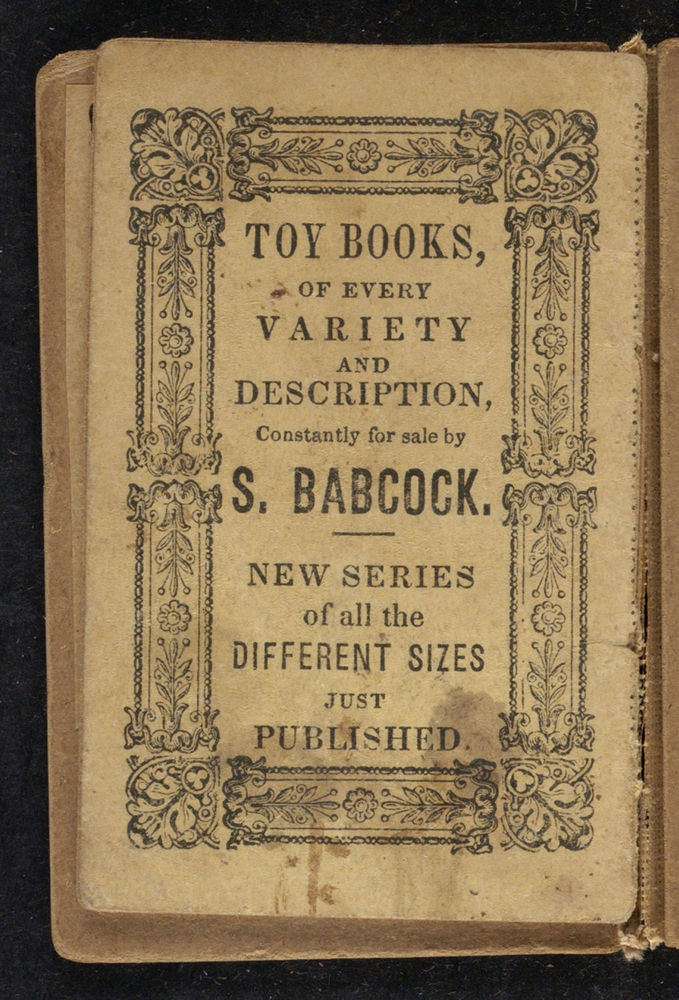 TOY BOOKS,
OF EVERY
VARIETY
AND
DESCRIPTION,
Constantly for sale by
S. BABCOCK.
NEW SERIES
of all the
DIFFERENT SIZES
JUST
PUBLISHED.